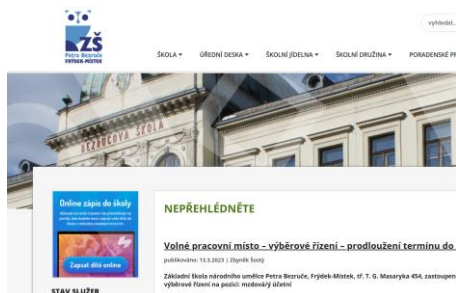 vyhledat..
ZŠ
Petra Bezruče
FRÝDEK-MÍSTEK
ŠKOLA ÚŘEDNÍ DESKA ŠKOLNÍ JÍDELNA ŠKOLNÍ DRUŽINA PORADENSKÉ PR
BEZRUČOVA ŠKOLA
Online zápis do školy
Zapsat dítě online
STAV SLUŽEB
NEPŘEHLÉDNĚTE
Volné pracovní místo – výběrové řízení – prodloužení termínu do
publikováno: 13.3.2023 | Zbyněk Šostý
Základní škola národního umělce Petra Bezruče, Frýdek-Místek, tř. T. G. Masaryka 454, zastoupen
výběrové řízení na pozici: mzdová/ý účetní